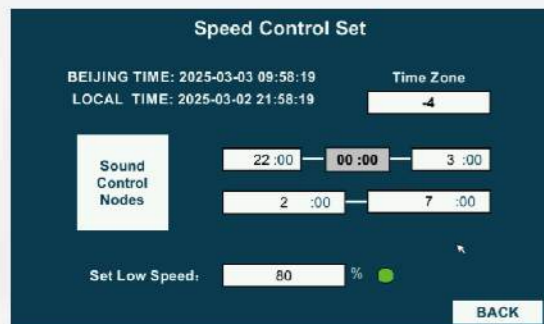 Speed Control Set
BEIJING TIME: 2025-03-03 09:58:19
Time Zone
LOCAL TIME: 2025-03-02 21:58:19
-4
Sound
Control
Nodes
22 :00 00 :00 3 :00
2 :00 7 :00
Set Low Speed: 80 %
BACK